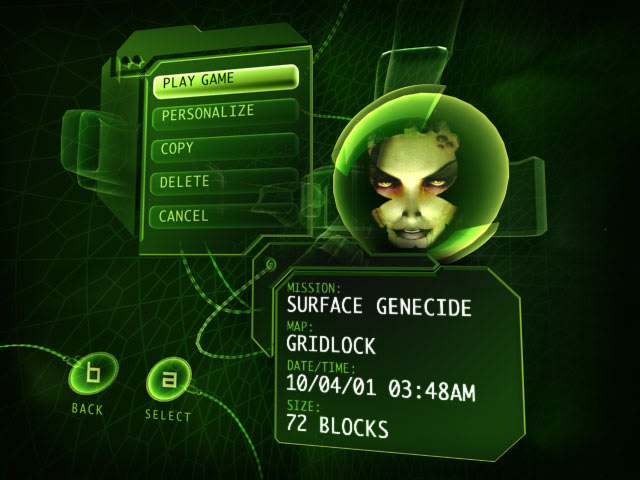 PLAY GAME
PERSONALIZE
COPY
DELETE
CANCEL
MISSION:
SURFACE GENECIDE
MAP:
GRIDLOCK
DATE/TIME:
10/04/01 03:48AM
SIZE:
72 BLOCKS
b
BACK
a
SELECT